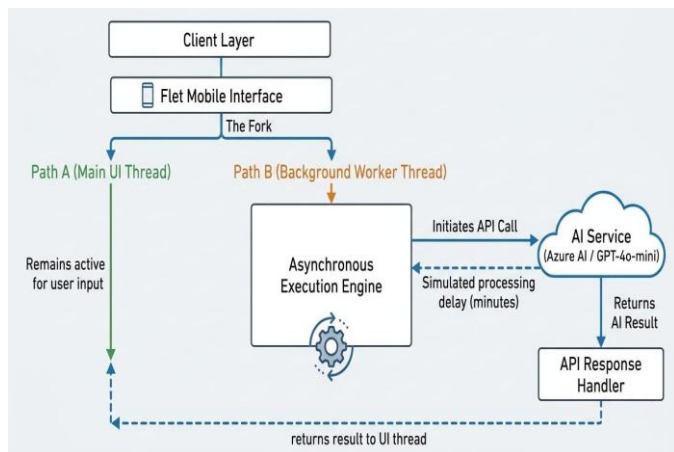 Client Layer
Flet Mobile Interface
The Fork
Path A (Main UI Thread)
Path B (Background Worker Thread)
Remains active
for user input
Asynchronous
Execution Engine
Initiates API Call
Simulated processing
delay (minutes)
AI Service
(Azure AI / GPT-4o-mini)
Returns
AI Result
API Response
Handler
returns result to UI thread